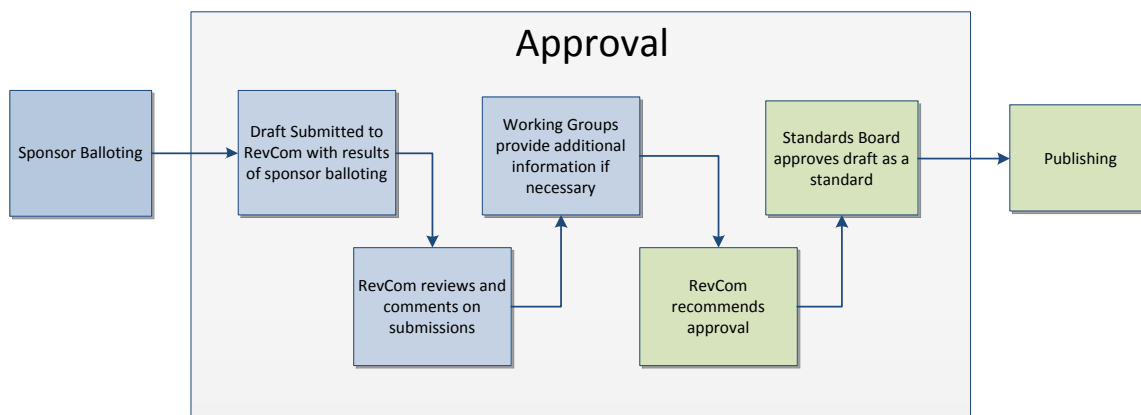 Approval
Sponsor Balloting
Draft Submitted to
RevCom with results
of sponsor balloting
RevCom reviews and
comments on
submissions
Working Groups
provide additional
information if
necessary
RevCom
recommends
approval
Standards Board
approves draft as a
standard
Publishing